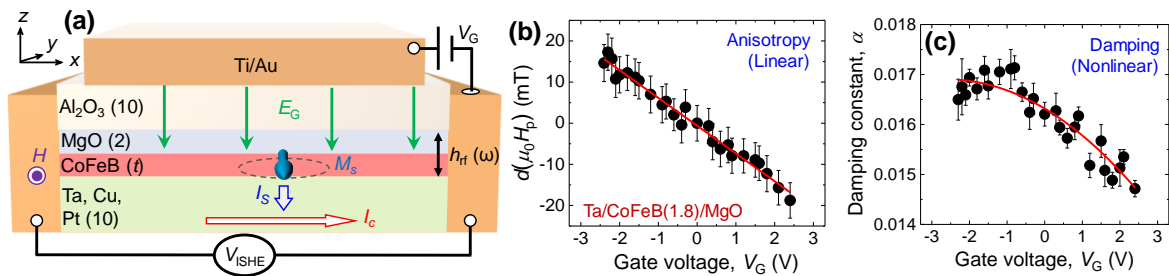 (a)
z
y
x
V_G
Ti/Au
Al₂O₃ (10)
E_G
MgO (2)
CoFeB (t)
H
M_s
h_rf (ω)
Ta, Cu,
Pt (10)
I_S
I_c
V_ISHE
(b)
Anisotropy
(Linear)
d(μ₀H_p) (mT)
20
10
0
-10
-20
Ta/CoFeB(1.8)/MgO
-3 -2 -1 0 1 2 3
Gate voltage, V_G (V)
(c)
Damping
(Nonlinear)
Damping constant, α
0.018
0.017
0.016
0.015
0.014
-3 -2 -1 0 1 2 3
Gate voltage, V_G (V)